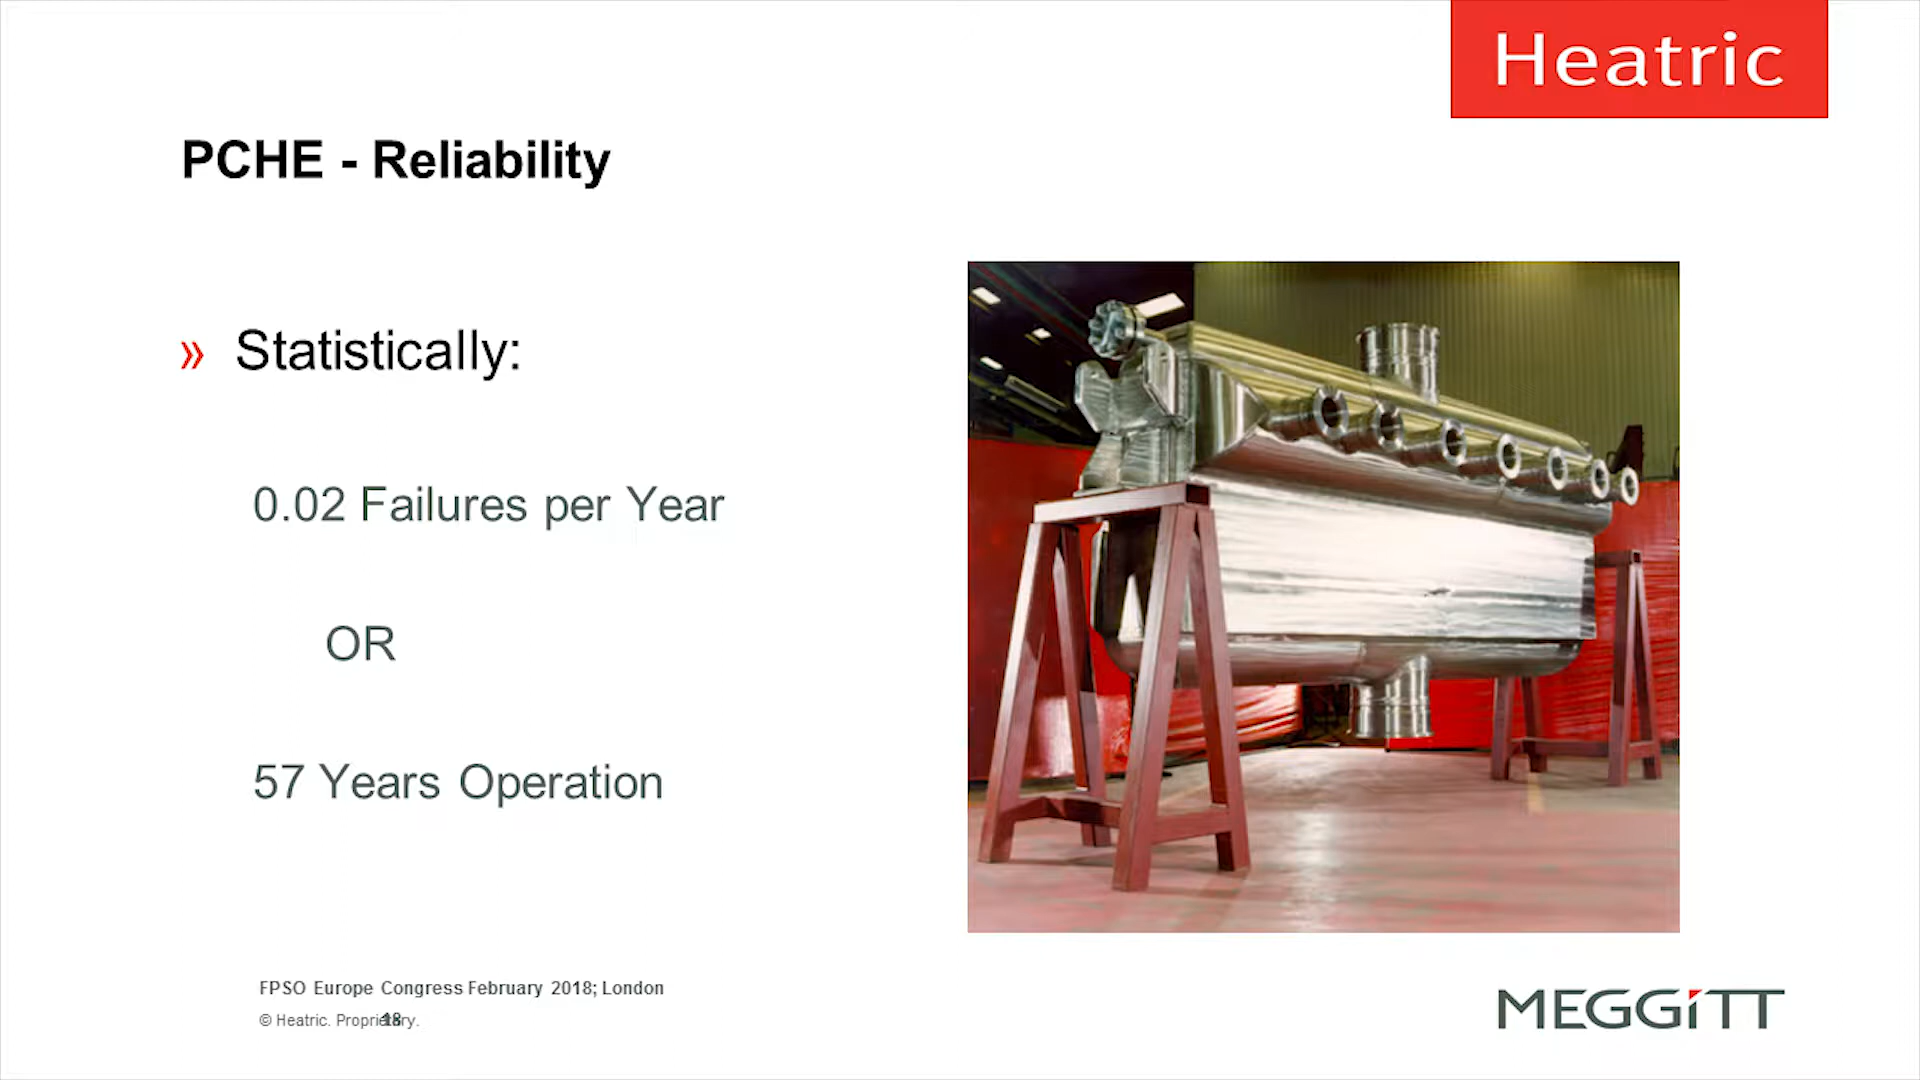 Heatric
PCHE - Reliability
» Statistically:
0.02 Failures per Year
OR
57 Years Operation
FPSO Europe Congress February 2018; London
© Heatric. Proprietary.
18
MEGGiTT